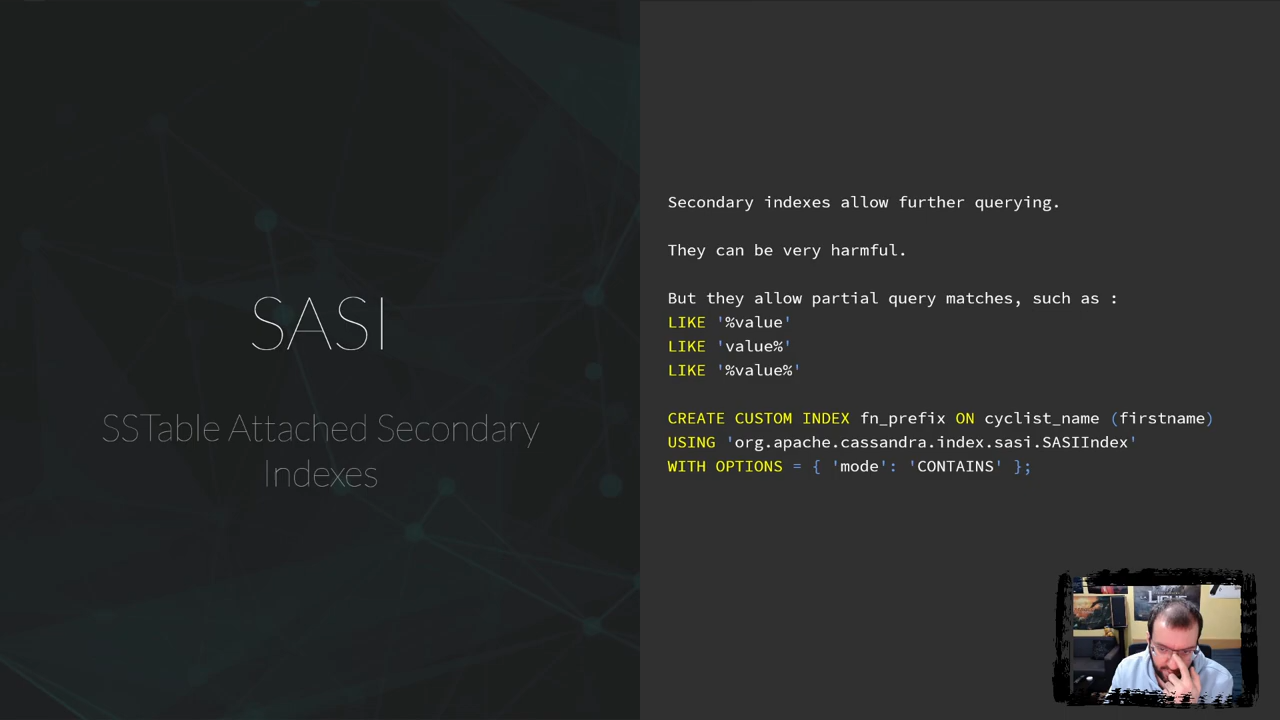 SASI
SSTable Attached Secondary
Indexes
Secondary indexes allow further querying.
They can be very harmful.
But they allow partial query matches, such as :
LIKE '%value'
LIKE 'value%'
LIKE '%value%'
CREATE CUSTOM INDEX fn_prefix ON cyclist_name (firstname)
USING 'org.apache.cassandra.index.sasi.SASIIndex'
WITH OPTIONS = { 'mode': 'CONTAINS' };